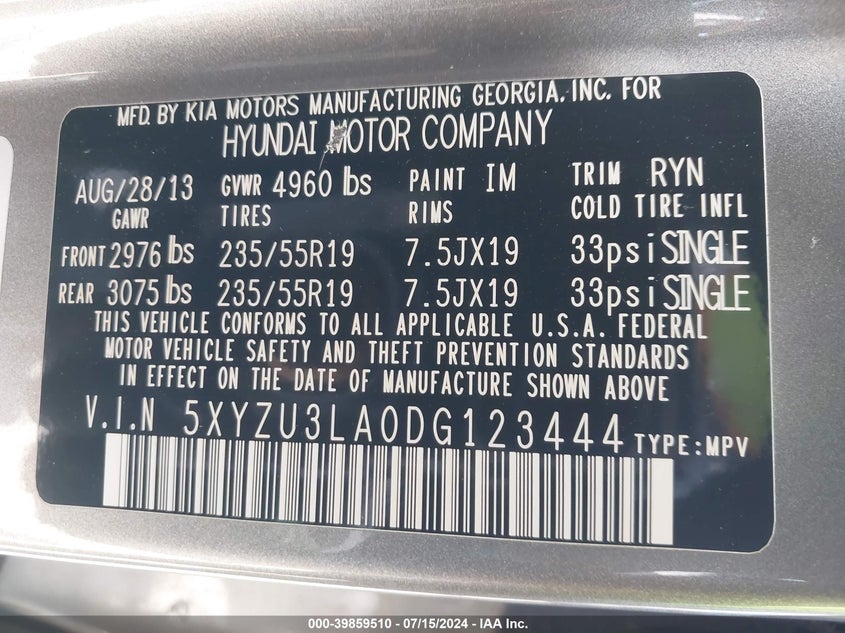 MFD. BY KIA MOTORS MANUFACTURING GEORGIA, INC. FOR
HYUNDAI MOTOR COMPANY
AUG/28/13 GVWR 4960 lbs PAINT IM TRIM RYN
GAWR TIRES RIMS COLD TIRE INFL
FRONT 2976 lbs 235/55R19 7.5JX19 33psi SINGLE
REAR 3075 lbs 235/55R19 7.5JX19 33psi SINGLE
THIS VEHICLE CONFORMS TO ALL APPLICABLE U.S.A. FEDERAL
MOTOR VEHICLE SAFETY AND THEFT PREVENTION STANDARDS
IN EFFECT ON THE DATE OF MANUFACTURE SHOWN ABOVE
V.I.N 5XYZU3LA0DG123444 TYPE:MPV
000-39859510 - 07/15/2024 - IAA Inc.